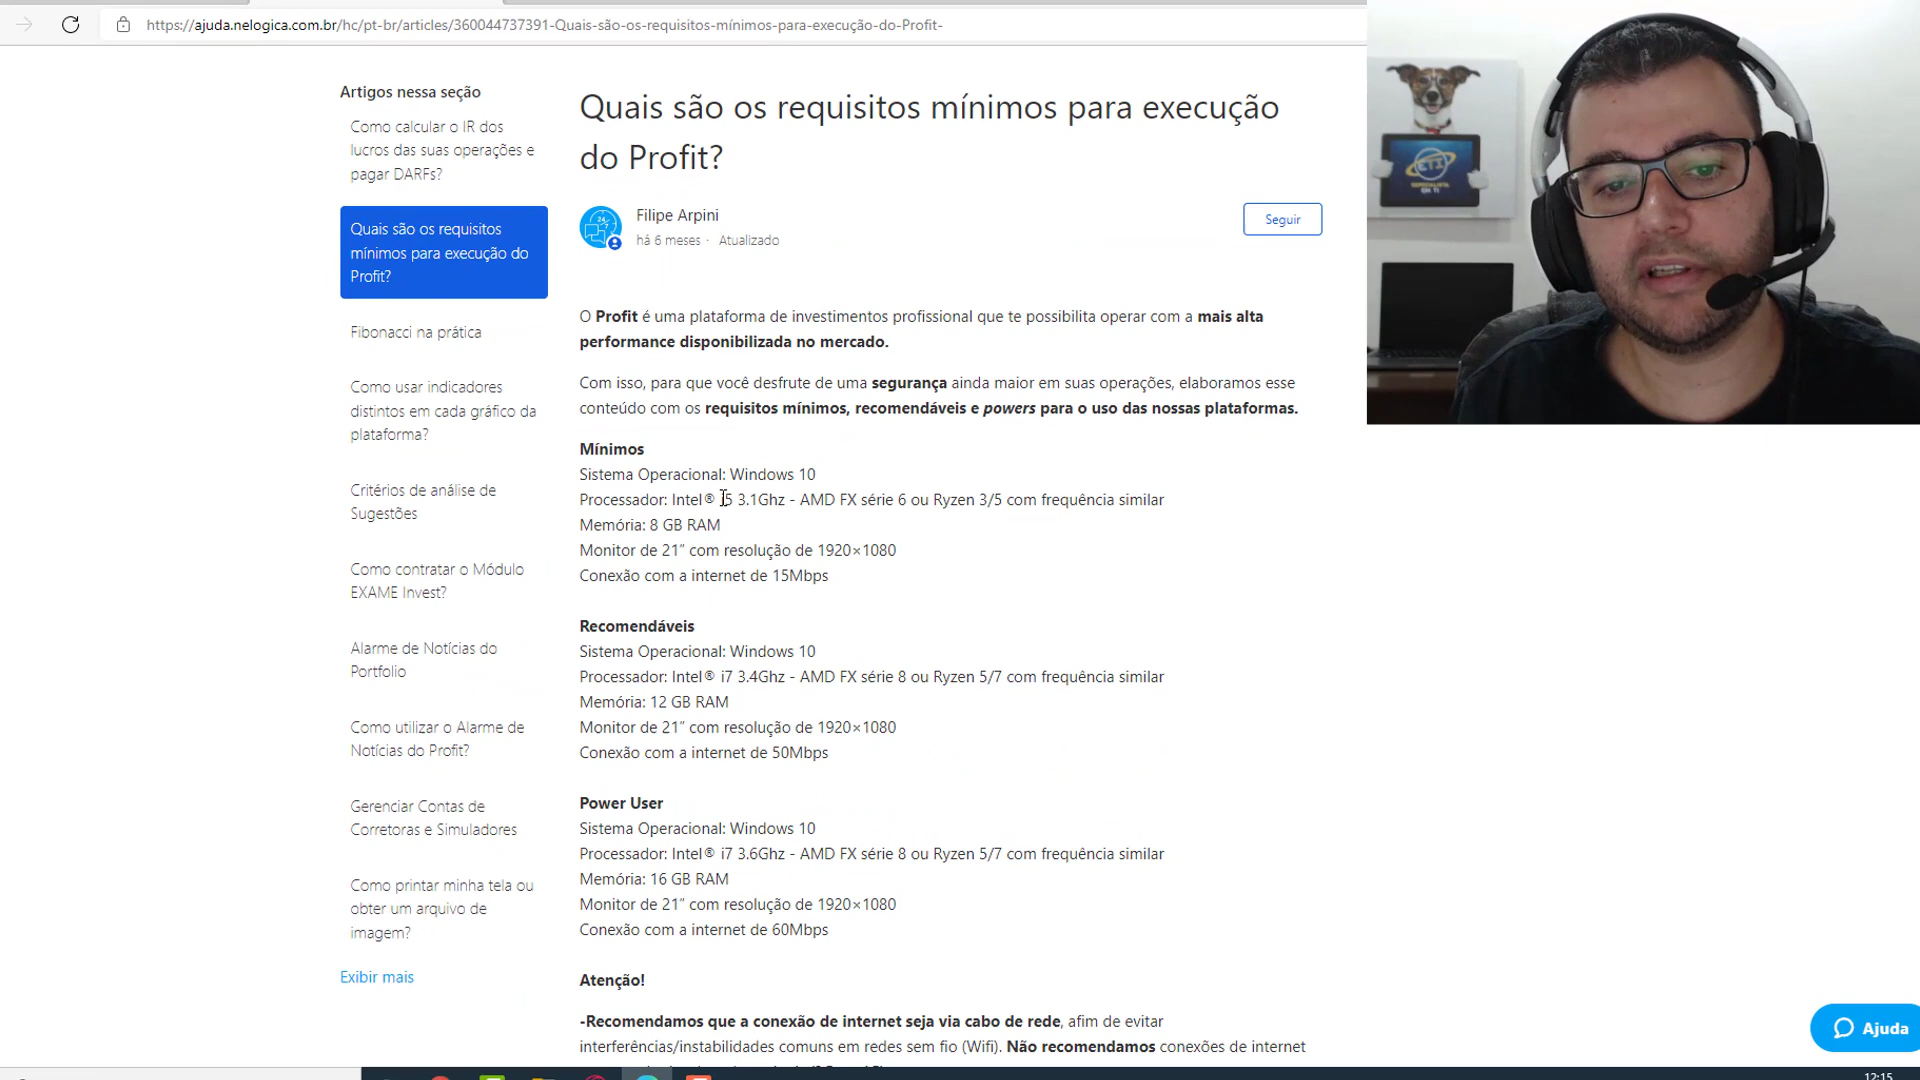 https://ajuda.nelogica.com.br/hc/pt-br/articles/360044737391-Quais-são-os-requisitos-mínimos-para-execução-do-Profit-
Artigos nessa seção
Como calcular o IR dos
lucros das suas operações e
pagar DARFs?
Quais são os requisitos
mínimos para execução do
Profit?
Fibonacci na prática
Como usar indicadores
distintos em cada gráfico da
plataforma?
Critérios de análise de
Sugestões
Como contratar o Módulo
EXAME Invest?
Alarme de Notícias do
Portfolio
Como utilizar o Alarme de
Notícias do Profit?
Gerenciar Contas de
Corretoras e Simuladores
Como printar minha tela ou
obter um arquivo de
imagem?
Exibir mais
Quais são os requisitos mínimos para execução
do Profit?
Filipe Arpini
há 6 meses · Atualizado
Seguir
O Profit é uma plataforma de investimentos profissional que te possibilita operar com a mais alta
performance disponibilizada no mercado.
Com isso, para que você desfrute de uma segurança ainda maior em suas operações, elaboramos esse
conteúdo com os requisitos mínimos, recomendáveis e powers para o uso das nossas plataformas.
Mínimos
Sistema Operacional: Windows 10
Processador: Intel® i5 3.1Ghz - AMD FX série 6 ou Ryzen 3/5 com frequência similar
Memória: 8 GB RAM
Monitor de 21” com resolução de 1920×1080
Conexão com a internet de 15Mbps
Recomendáveis
Sistema Operacional: Windows 10
Processador: Intel® i7 3.4Ghz - AMD FX série 8 ou Ryzen 5/7 com frequência similar
Memória: 12 GB RAM
Monitor de 21” com resolução de 1920×1080
Conexão com a internet de 50Mbps
Power User
Sistema Operacional: Windows 10
Processador: Intel® i7 3.6Ghz - AMD FX série 8 ou Ryzen 5/7 com frequência similar
Memória: 16 GB RAM
Monitor de 21” com resolução de 1920×1080
Conexão com a internet de 60Mbps
Atenção!
-Recomendamos que a conexão de internet seja via cabo de rede, afim de evitar
interferências/instabilidades comuns em redes sem fio (Wifi). Não recomendamos conexões de internet
ETI
ESPECIALISTA
EM TI
Ajuda
12:15